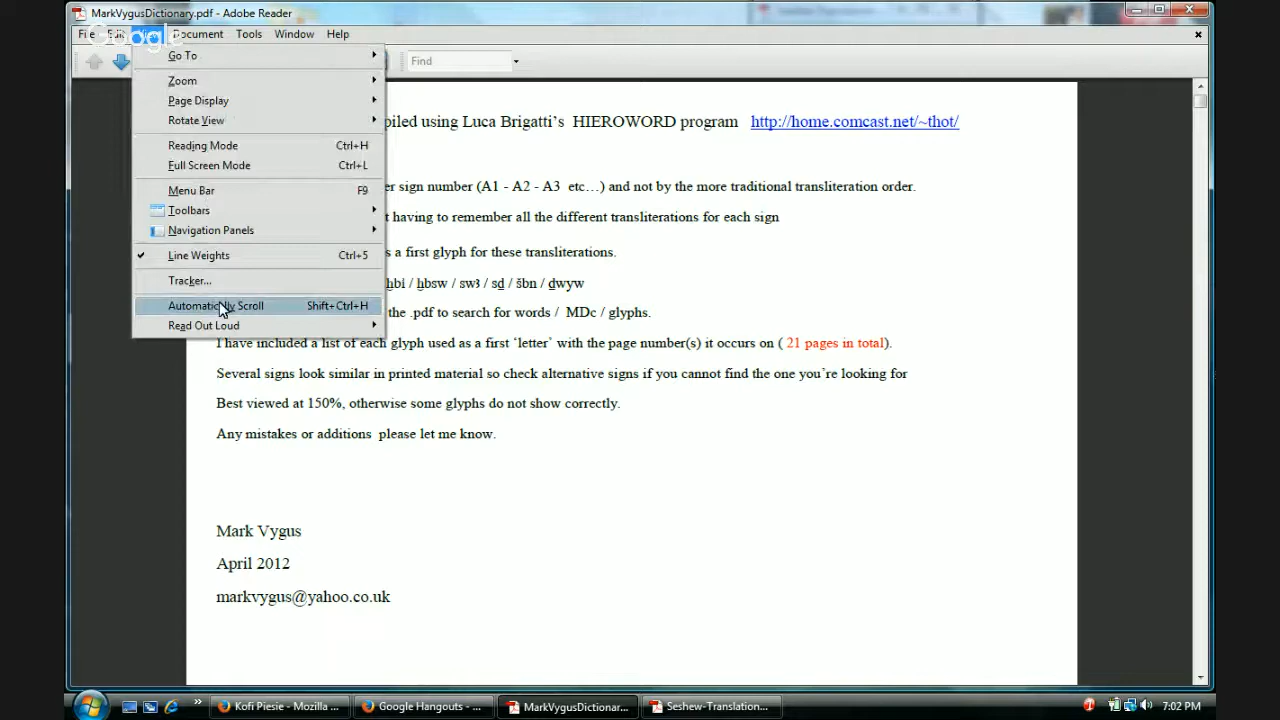 MarkVygusDictionary.pdf - Adobe Reader
File Edit View Document Tools Window Help
Google
Find
Go To
Zoom
Page Display
Rotate View
Reading Mode Ctrl+H
Full Screen Mode Ctrl+L
Menu Bar F9
Toolbars
Navigation Panels
Line Weights Ctrl+5
Tracker...
Automatically Scroll Shift+Ctrl+H
Read Out Loud
piled using Luca Brigatti’s HIEROWORD program http://home.comcast.net/~thot/
er sign number (A1 - A2 - A3 etc…) and not by the more traditional transliteration order.
t having to remember all the different transliterations for each sign
s a first glyph for these transliterations.
ẖbi / ẖbsw / swꜣ / sḏ / šbn / ḏwyw
the .pdf to search for words / MDc / glyphs.
I have included a list of each glyph used as a first ‘letter’ with the page number(s) it occurs on ( 21 pages in total).
Several signs look similar in printed material so check alternative signs if you cannot find the one you’re looking for
Best viewed at 150%, otherwise some glyphs do not show correctly.
Any mistakes or additions please let me know.
Mark Vygus
April 2012
markvygus@yahoo.co.uk
Kofi Piesie - Mozilla ... Google Hangouts - ... MarkVygusDictionar... Seshew-Translation... 7:02 PM